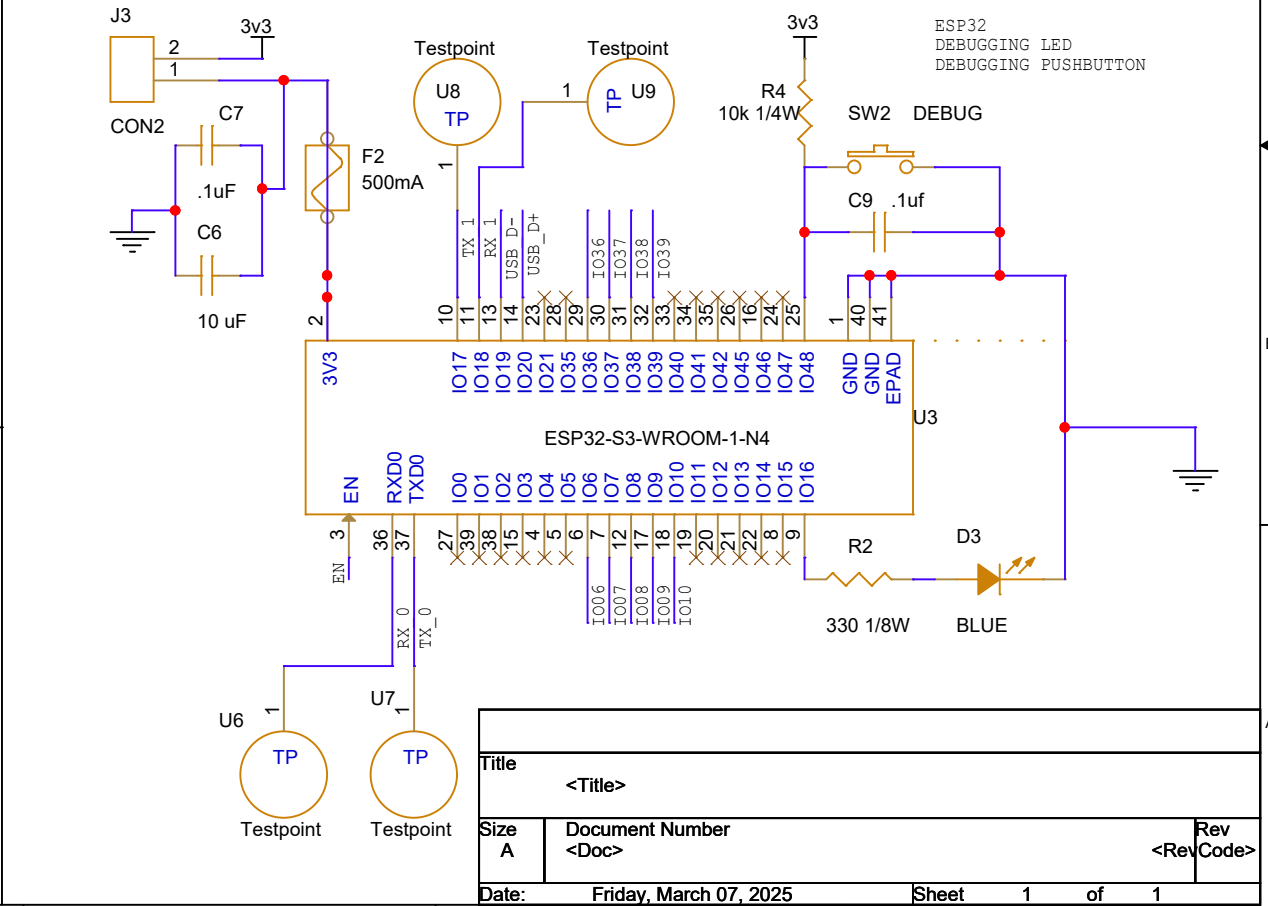 J3
3v3
2
1
CON2
C7
.1uF
C6
10 uF
F2
500mA
Testpoint
U8
TP
1
Testpoint
1
TP
U9
3v3
R4
10k 1/4W
SW2
DEBUG
C9
.1uf
ESP32
DEBUGGING LED
DEBUGGING PUSHBUTTON
TX_1
RX_1
USB_D-
USB_D+
IO36
IO37
IO38
IO39
2
10
11
13
14
23
28
29
30
31
32
33
34
35
26
16
24
25
1
40
41
3V3
IO17
IO18
IO19
IO20
IO21
IO35
IO36
IO37
IO38
IO39
IO40
IO41
IO42
IO45
IO46
IO47
IO48
GND
GND
EPAD
U3
ESP32-S3-WROOM-1-N4
EN
RXD0
TXD0
IO0
IO1
IO2
IO3
IO4
IO5
IO6
IO7
IO8
IO9
IO10
IO11
IO12
IO13
IO14
IO15
IO16
3
36
37
27
39
38
15
4
5
6
7
12
17
18
19
20
21
22
8
9
EN
RX_0
TX_0
IO06
IO07
IO08
IO09
IO10
R2
330 1/8W
D3
BLUE
U6
1
TP
Testpoint
U7
1
TP
Testpoint
Title
<Title>
Size
A
Document Number
<Doc>
Rev
<RevCode>
Date:
Friday, March 07, 2025
Sheet
1
of
1